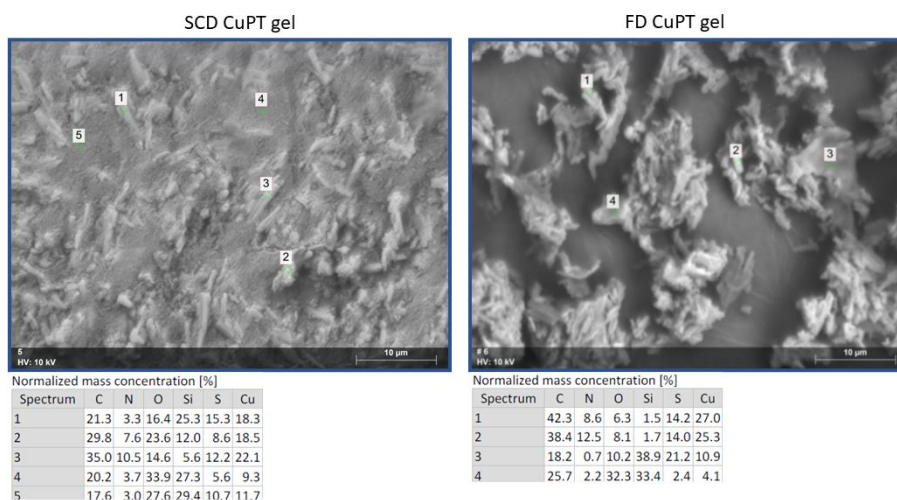 SCD CuPT gel
1
4
5
3
2
5
HV: 10 kV
10 µm
Normalized mass concentration [%]
Spectrum C N O Si S Cu
1 21.3 3.3 16.4 25.3 15.3 18.3
2 29.8 7.6 23.6 12.0 8.6 18.5
3 35.0 10.5 14.6 5.6 12.2 22.1
4 20.2 3.7 33.9 27.3 5.6 9.3
5 17.6 3.0 27.6 29.4 10.7 11.7
FD CuPT gel
1
2
3
4
# 6
HV: 10 kV
10 µm
Normalized mass concentration [%]
Spectrum C N O Si S Cu
1 42.3 8.6 6.3 1.5 14.2 27.0
2 38.4 12.5 8.1 1.7 14.0 25.3
3 18.2 0.7 10.2 38.9 21.2 10.9
4 25.7 2.2 32.3 33.4 2.4 4.1